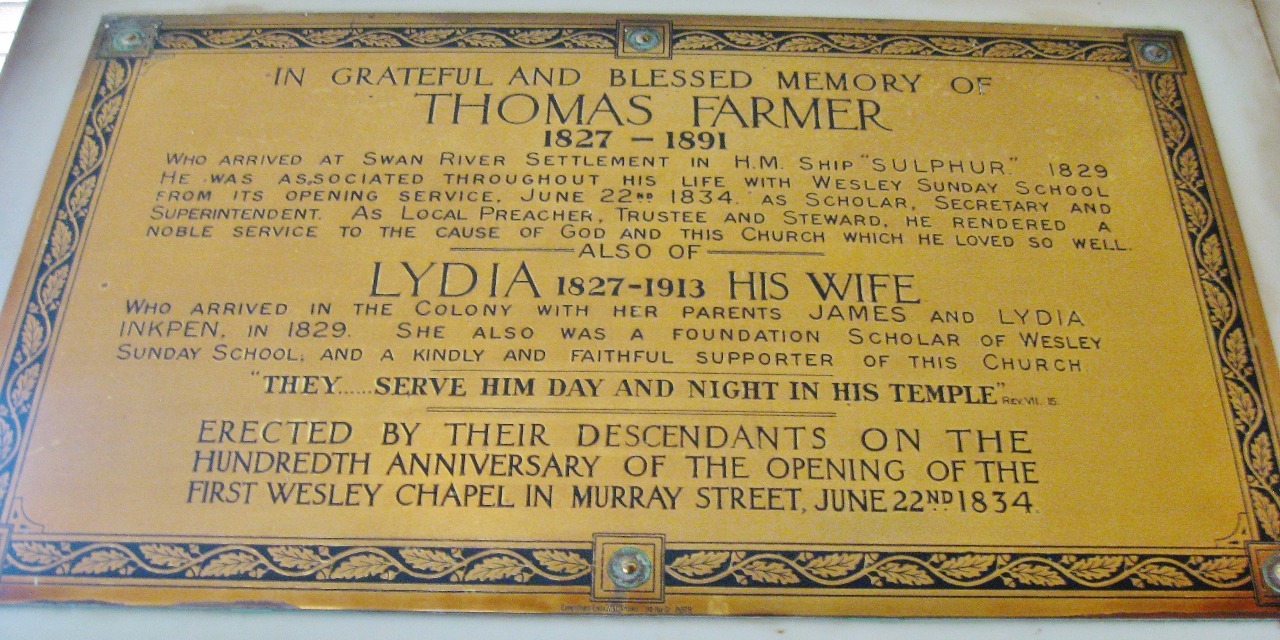 IN GRATEFUL AND BLESSED MEMORY OF
THOMAS FARMER
1827 – 1891
WHO ARRIVED AT SWAN RIVER SETTLEMENT IN H.M. SHIP "SULPHUR." 1829
HE WAS ASSOCIATED THROUGHOUT HIS LIFE WITH WESLEY SUNDAY SCHOOL
FROM ITS OPENING SERVICE, JUNE 22ND 1834. AS SCHOLAR, SECRETARY AND
SUPERINTENDENT. AS LOCAL PREACHER, TRUSTEE AND STEWARD, HE RENDERED A
NOBLE SERVICE TO THE CAUSE OF GOD AND THIS CHURCH WHICH HE LOVED SO WELL.
ALSO OF
LYDIA 1827-1913 HIS WIFE
WHO ARRIVED IN THE COLONY WITH HER PARENTS JAMES AND LYDIA
INKPEN, IN 1829. SHE ALSO WAS A FOUNDATION SCHOLAR OF WESLEY
SUNDAY SCHOOL, AND A KINDLY AND FAITHFUL SUPPORTER OF THIS CHURCH
"THEY......SERVE HIM DAY AND NIGHT IN HIS TEMPLE" REV. VII. 15.
ERECTED BY THEIR DESCENDANTS ON THE
HUNDREDTH ANNIVERSARY OF THE OPENING OF THE
FIRST WESLEY CHAPEL IN MURRAY STREET, JUNE 22ND 1834.